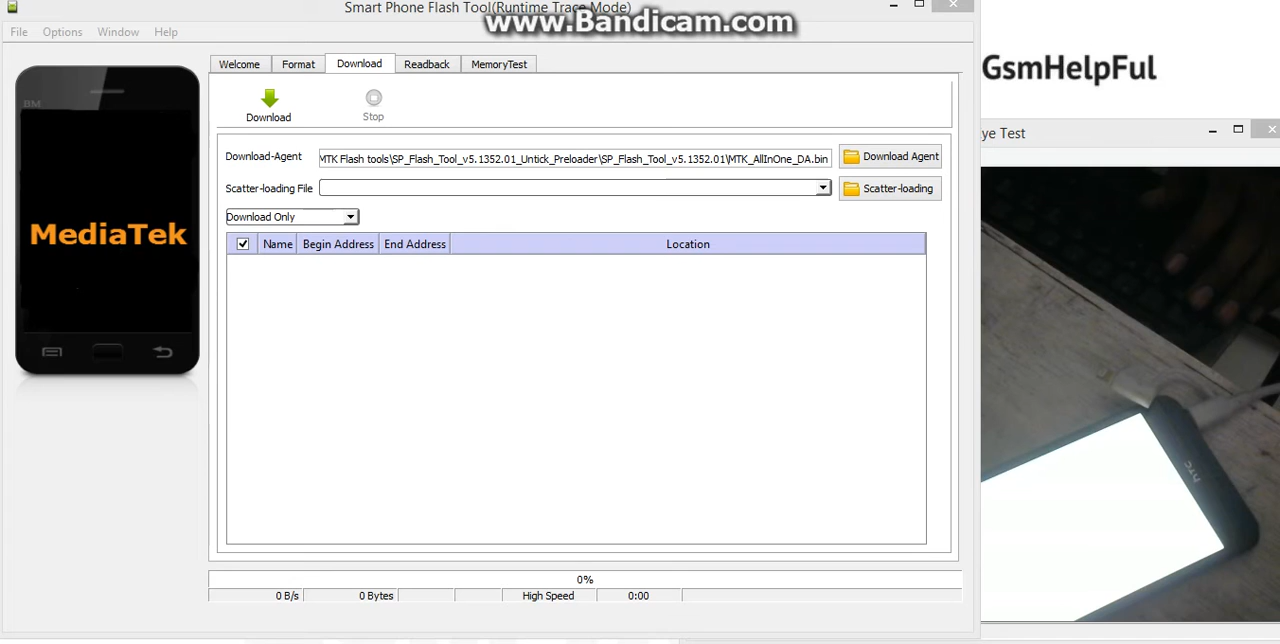 Smart Phone Flash Tool(Runtime Trace Mode)
www.Bandicam.com
File Options Window Help
GsmHelpFul
BM
Welcome Format Download Readback MemoryTest
Download Stop
Download-Agent MTK Flash tools\SP_Flash_Tool_v5.1352.01_Untick_Preloader\SP_Flash_Tool_v5.1352.01\MTK_AllInOne_DA.bin Download Agent
ye Test
Scatter-loading File Scatter-loading
Download Only
Name Begin Address End Address Location
MediaTek
hTC
0%
0 B/s 0 Bytes High Speed 0:00